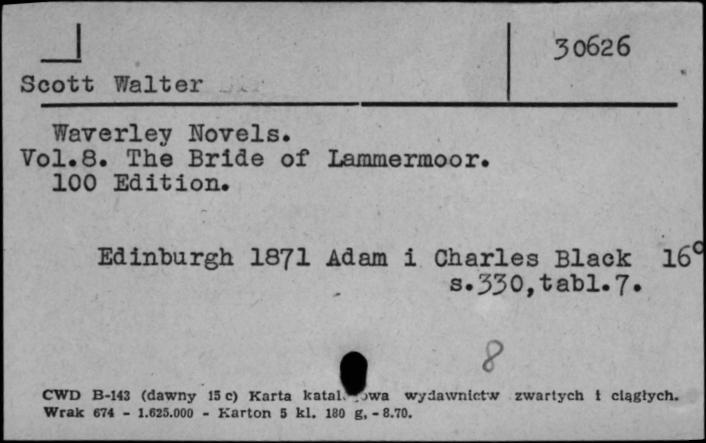 30626
Scott Walter
Waverley Novels.
Vol.8. The Bride of Lammermoor.
100 Edition.
Edinburgh 1871 Adam i Charles Black 16°
s.330,tabl.7.
8
CWD B-143 (dawny 15 c) Karta wydawnictw zwartych i ciągłych.
Wrak 674 - 1.625.000 - Karton 5 kl. 180 g, - 8.70.